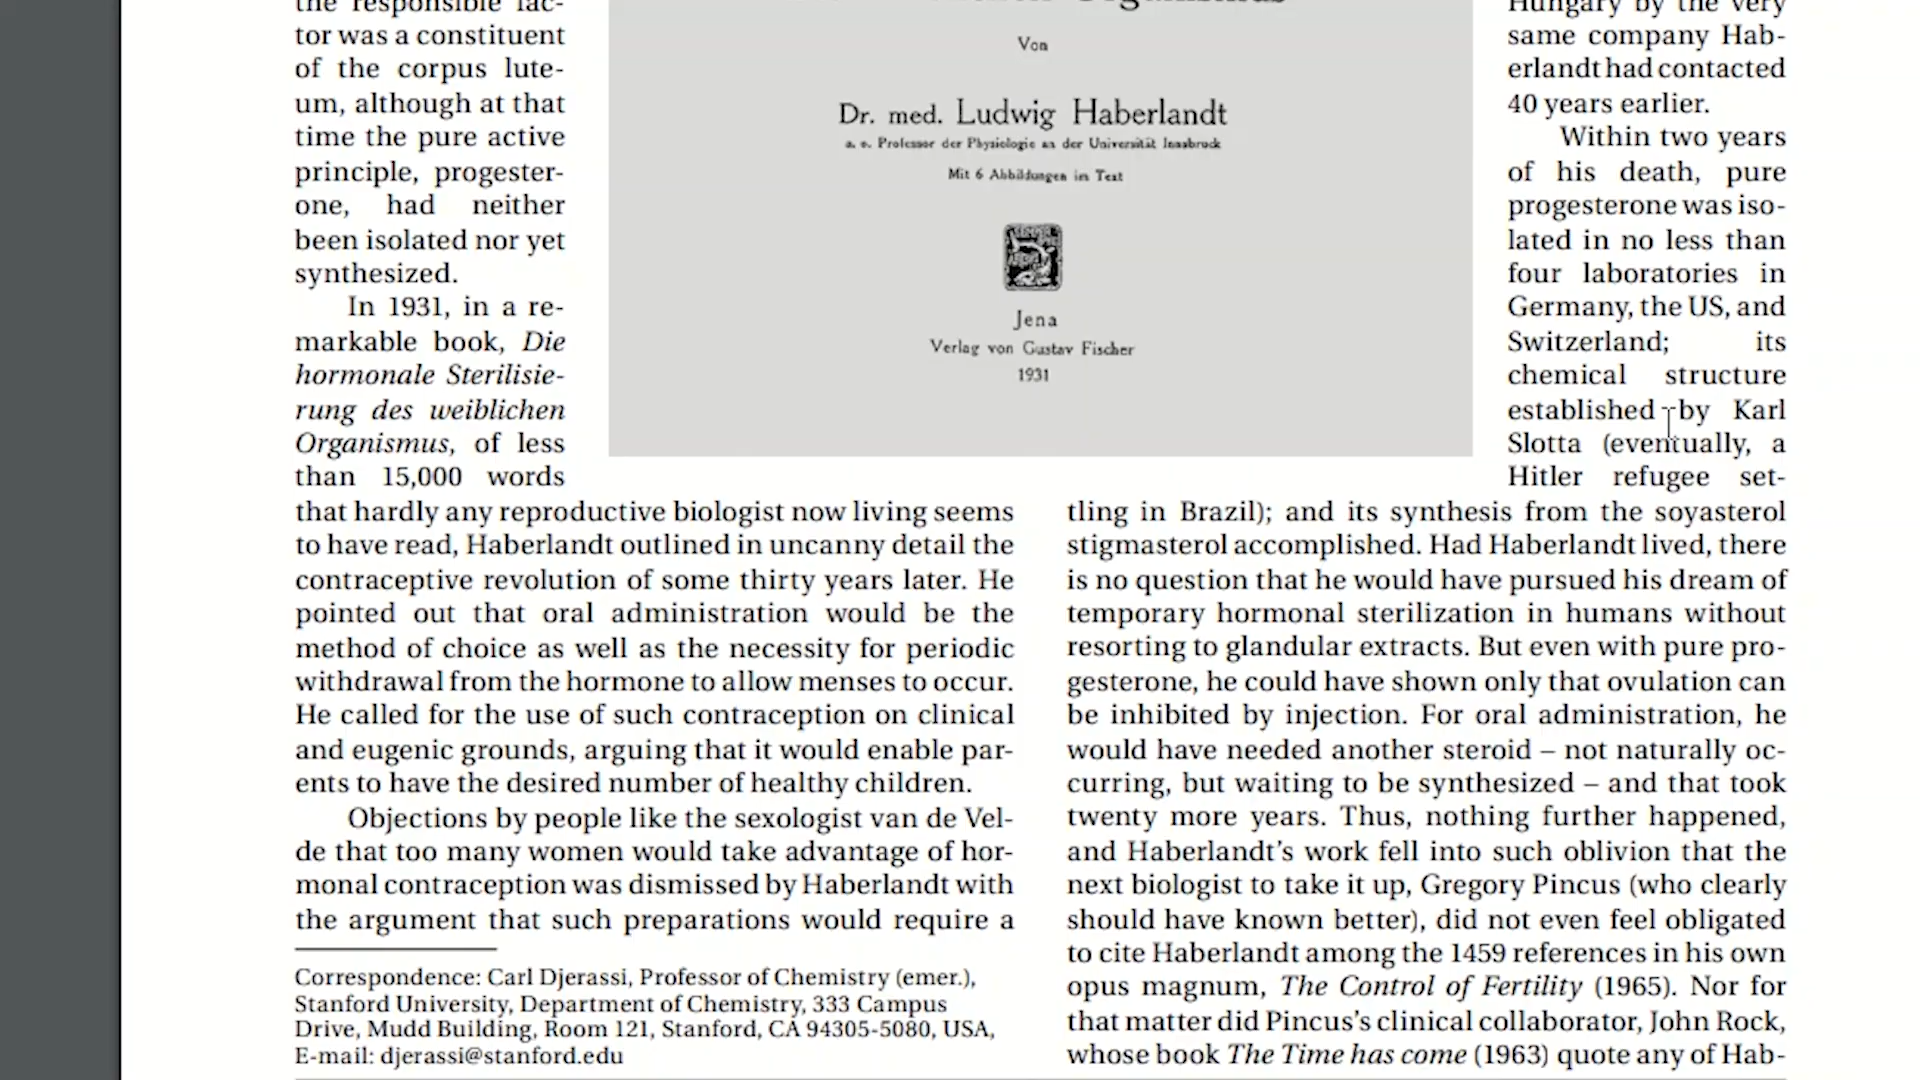 the responsible fac-
tor was a constituent
of the corpus lute-
um, although at that
time the pure active
principle, progester-
one, had neither
been isolated nor yet
synthesized.
In 1931, in a re-
markable book, Die
hormonale Sterilisie-
rung des weiblichen
Organismus, of less
than 15,000 words
that hardly any reproductive biologist now living seems
to have read, Haberlandt outlined in uncanny detail the
contraceptive revolution of some thirty years later. He
pointed out that oral administration would be the
method of choice as well as the necessity for periodic
withdrawal from the hormone to allow menses to occur.
He called for the use of such contraception on clinical
and eugenic grounds, arguing that it would enable par-
ents to have the desired number of healthy children.
Objections by people like the sexologist van de Vel-
de that too many women would take advantage of hor-
monal contraception was dismissed by Haberlandt with
the argument that such preparations would require a
Correspondence: Carl Djerassi, Professor of Chemistry (emer.),
Stanford University, Department of Chemistry, 333 Campus
Drive, Mudd Building, Room 121, Stanford, CA 94305-5080, USA,
E-mail: djerassi@stanford.edu
Von
Dr. med. Ludwig Haberlandt
a. o. Professor der Physiologie an der Universität Innsbruck
Mit 6 Abbildungen im Text
Jena
Verlag von Gustav Fischer
1931
Hungary by the very
same company Hab-
erlandt had contacted
40 years earlier.
Within two years
of his death, pure
progesterone was iso-
lated in no less than
four laboratories in
Germany, the US, and
Switzerland; its
chemical structure
established by Karl
Slotta (eventually, a
Hitler refugee set-
tling in Brazil); and its synthesis from the soyasterol
stigmasterol accomplished. Had Haberlandt lived, there
is no question that he would have pursued his dream of
temporary hormonal sterilization in humans without
resorting to glandular extracts. But even with pure pro-
gesterone, he could have shown only that ovulation can
be inhibited by injection. For oral administration, he
would have needed another steroid – not naturally oc-
curring, but waiting to be synthesized – and that took
twenty more years. Thus, nothing further happened,
and Haberlandt's work fell into such oblivion that the
next biologist to take it up, Gregory Pincus (who clearly
should have known better), did not even feel obligated
to cite Haberlandt among the 1459 references in his own
opus magnum, The Control of Fertility (1965). Nor for
that matter did Pincus's clinical collaborator, John Rock,
whose book The Time has come (1963) quote any of Hab-